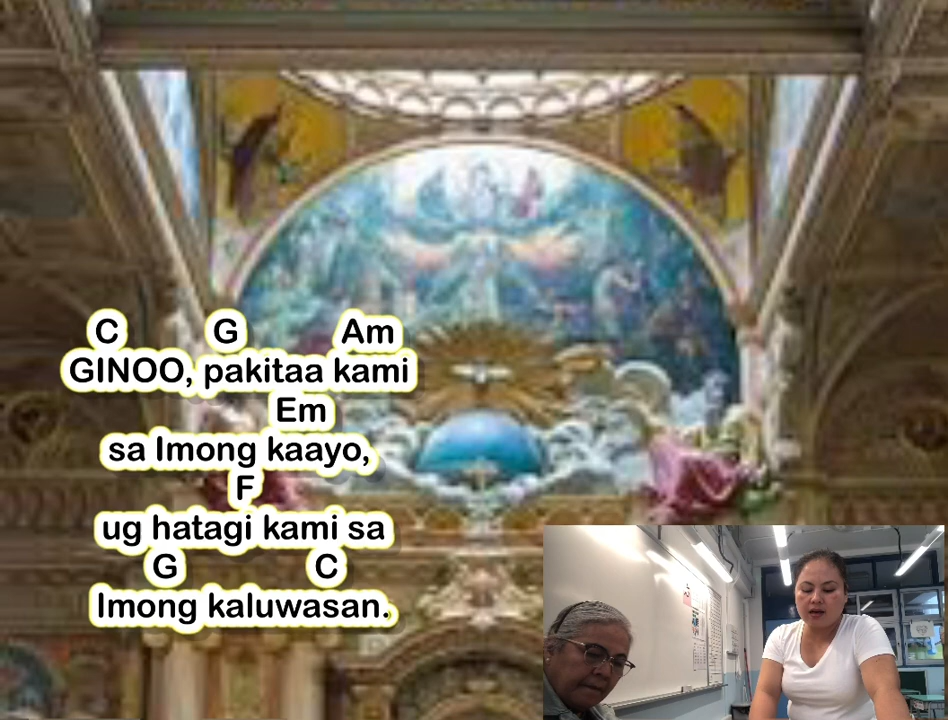 C G Am
GINOO, pakitaa kami
Em
sa Imong kaayo,
F
ug hatagi kami sa
G C
Imong kaluwasan.